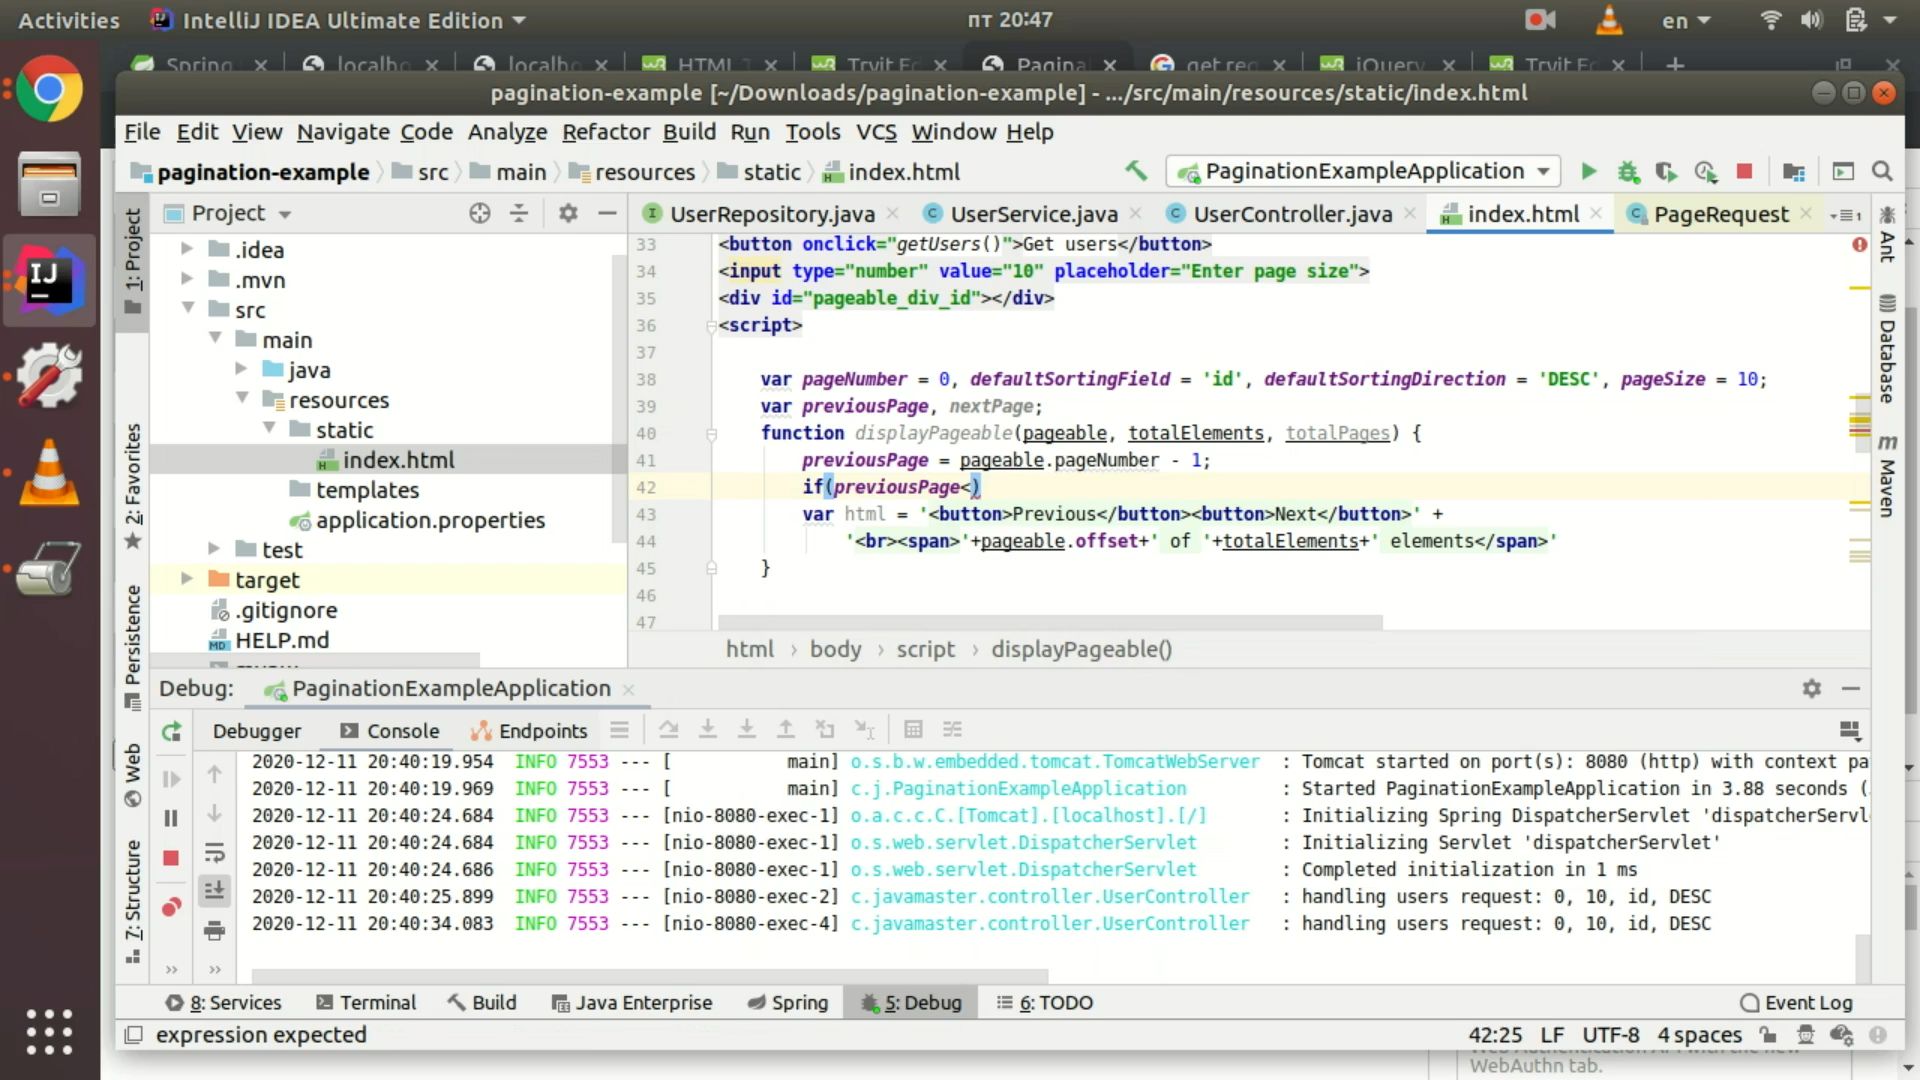 Activities IntelliJ IDEA Ultimate Edition пт 20:47 en
Spring localho localho HTML T Tryit Ed Paginat get req jQuery Tryit Ed
pagination-example [~/Downloads/pagination-example] - .../src/main/resources/static/index.html
File Edit View Navigate Code Analyze Refactor Build Run Tools VCS Window Help
pagination-example src main resources static index.html PaginationExampleApplication
Project UserRepository.java UserService.java UserController.java index.html PageRequest 1
1: Project
2: Favorites
Persistence
Web
7: Structure
.idea
.mvn
src
main
java
resources
static
index.html
templates
application.properties
test
target
.gitignore
HELP.md
33 <button onclick="getUsers()">Get users</button>
34 <input type="number" value="10" placeholder="Enter page size">
35 <div id="pageable_div_id"></div>
36 <script>
37
38 var pageNumber = 0, defaultSortingField = 'id', defaultSortingDirection = 'DESC', pageSize = 10;
39 var previousPage, nextPage;
40 function displayPageable(pageable, totalElements, totalPages) {
41 previousPage = pageable.pageNumber - 1;
42 if(previousPage<)
43 var html = '<button>Previous</button><button>Next</button>' +
44 '<br><span>'+pageable.offset+' of '+totalElements+' elements</span>'
45 }
46
47
html › body › script › displayPageable()
Ant
Database
Maven
Debug: PaginationExampleApplication
Debugger Console Endpoints
2020-12-11 20:40:19.954 INFO 7553 --- [ main] o.s.b.w.embedded.tomcat.TomcatWebServer : Tomcat started on port(s): 8080 (http) with context pa
2020-12-11 20:40:19.969 INFO 7553 --- [ main] c.j.PaginationExampleApplication : Started PaginationExampleApplication in 3.88 seconds (
2020-12-11 20:40:24.684 INFO 7553 --- [nio-8080-exec-1] o.a.c.c.C.[Tomcat].[localhost].[/] : Initializing Spring DispatcherServlet 'dispatcherServl
2020-12-11 20:40:24.684 INFO 7553 --- [nio-8080-exec-1] o.s.web.servlet.DispatcherServlet : Initializing Servlet 'dispatcherServlet'
2020-12-11 20:40:24.686 INFO 7553 --- [nio-8080-exec-1] o.s.web.servlet.DispatcherServlet : Completed initialization in 1 ms
2020-12-11 20:40:25.899 INFO 7553 --- [nio-8080-exec-2] c.javamaster.controller.UserController : handling users request: 0, 10, id, DESC
2020-12-11 20:40:34.083 INFO 7553 --- [nio-8080-exec-4] c.javamaster.controller.UserController : handling users request: 0, 10, id, DESC
8: Services Terminal Build Java Enterprise Spring 5: Debug 6: TODO Event Log
expression expected 42:25 LF UTF-8 4 spaces
WebAuthn tab.